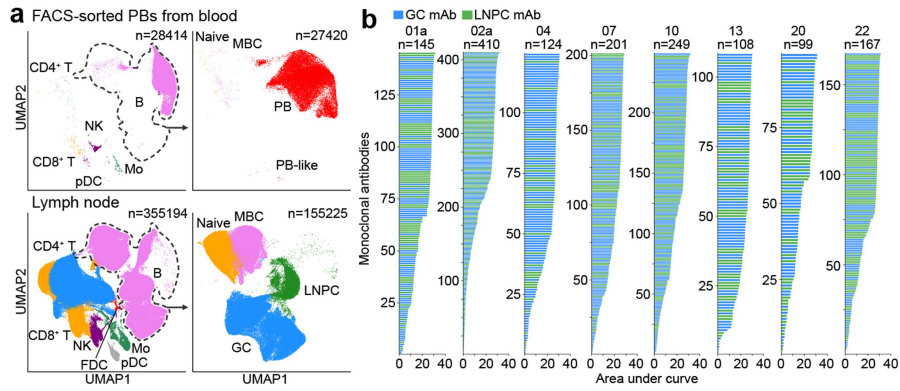 a FACS-sorted PBs from blood
n=28414
CD4⁺ T
B
NK
CD8⁺ T
pDC
Mo
UMAP2
n=27420
Naive
MBC
PB
PB-like
Lymph node
n=355194
CD4⁺ T
B
CD8⁺ T
NK
FDC
Mo
pDC
UMAP2
UMAP1
n=155225
Naive
MBC
LNPC
GC
UMAP1
b
GC mAb LNPC mAb
01a 02a 04 07 10 13 20 22
n=145 n=410 n=124 n=201 n=249 n=108 n=99 n=167
Monoclonal antibodies
125
100
75
50
25
400
300
200
100
100
75
50
25
200
175
150
125
100
75
50
25
200
150
100
50
100
75
50
25
75
50
25
150
100
50
0 20 40 0 20 40 0 20 40 0 20 40 0 20 40 0 20 40 0 20 40 0 20 40
Area under curve